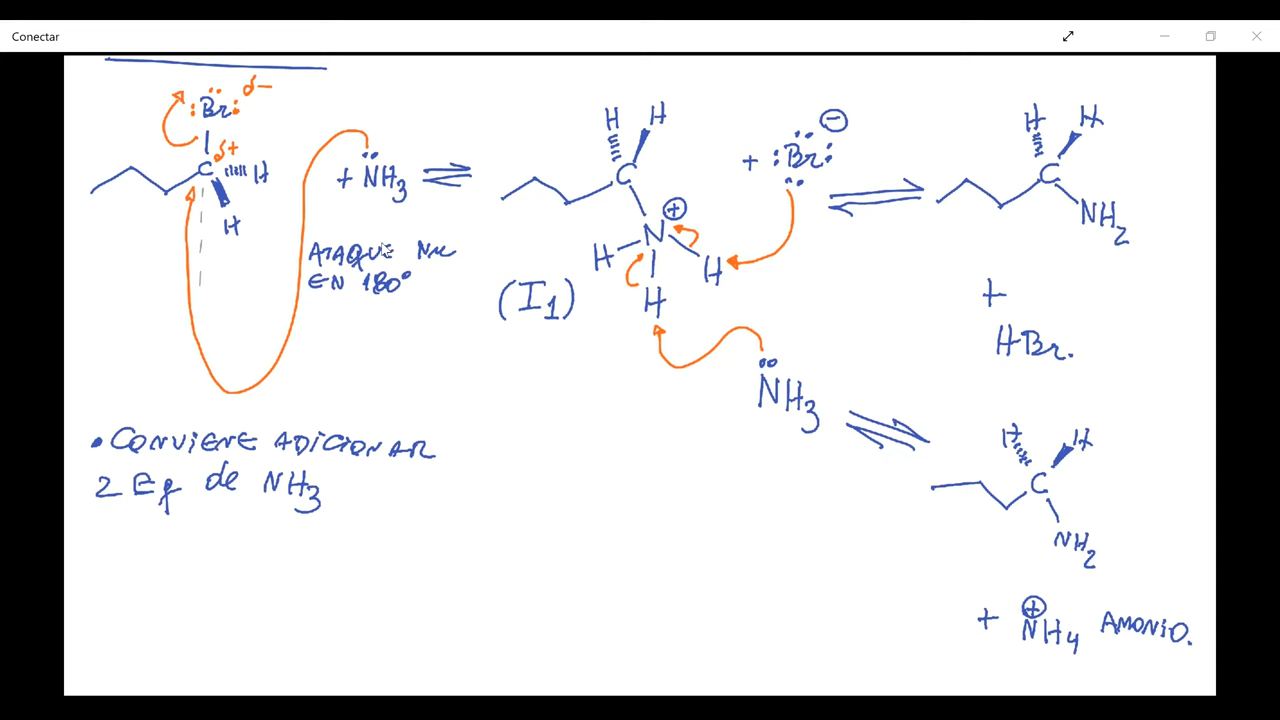 Conectar
:Br: δ-
C δ+ H
H
+ NH3
ATAQUE Nu
EN 180°
H H
C
N +
H H
H
(I1)
+ :Br: -
NH3
H H
C
NH2
+
HBr.
H H
C
NH2
+ NH4 + AMONIO.
• CONVIENE ADICIONAR
2 Eq de NH3